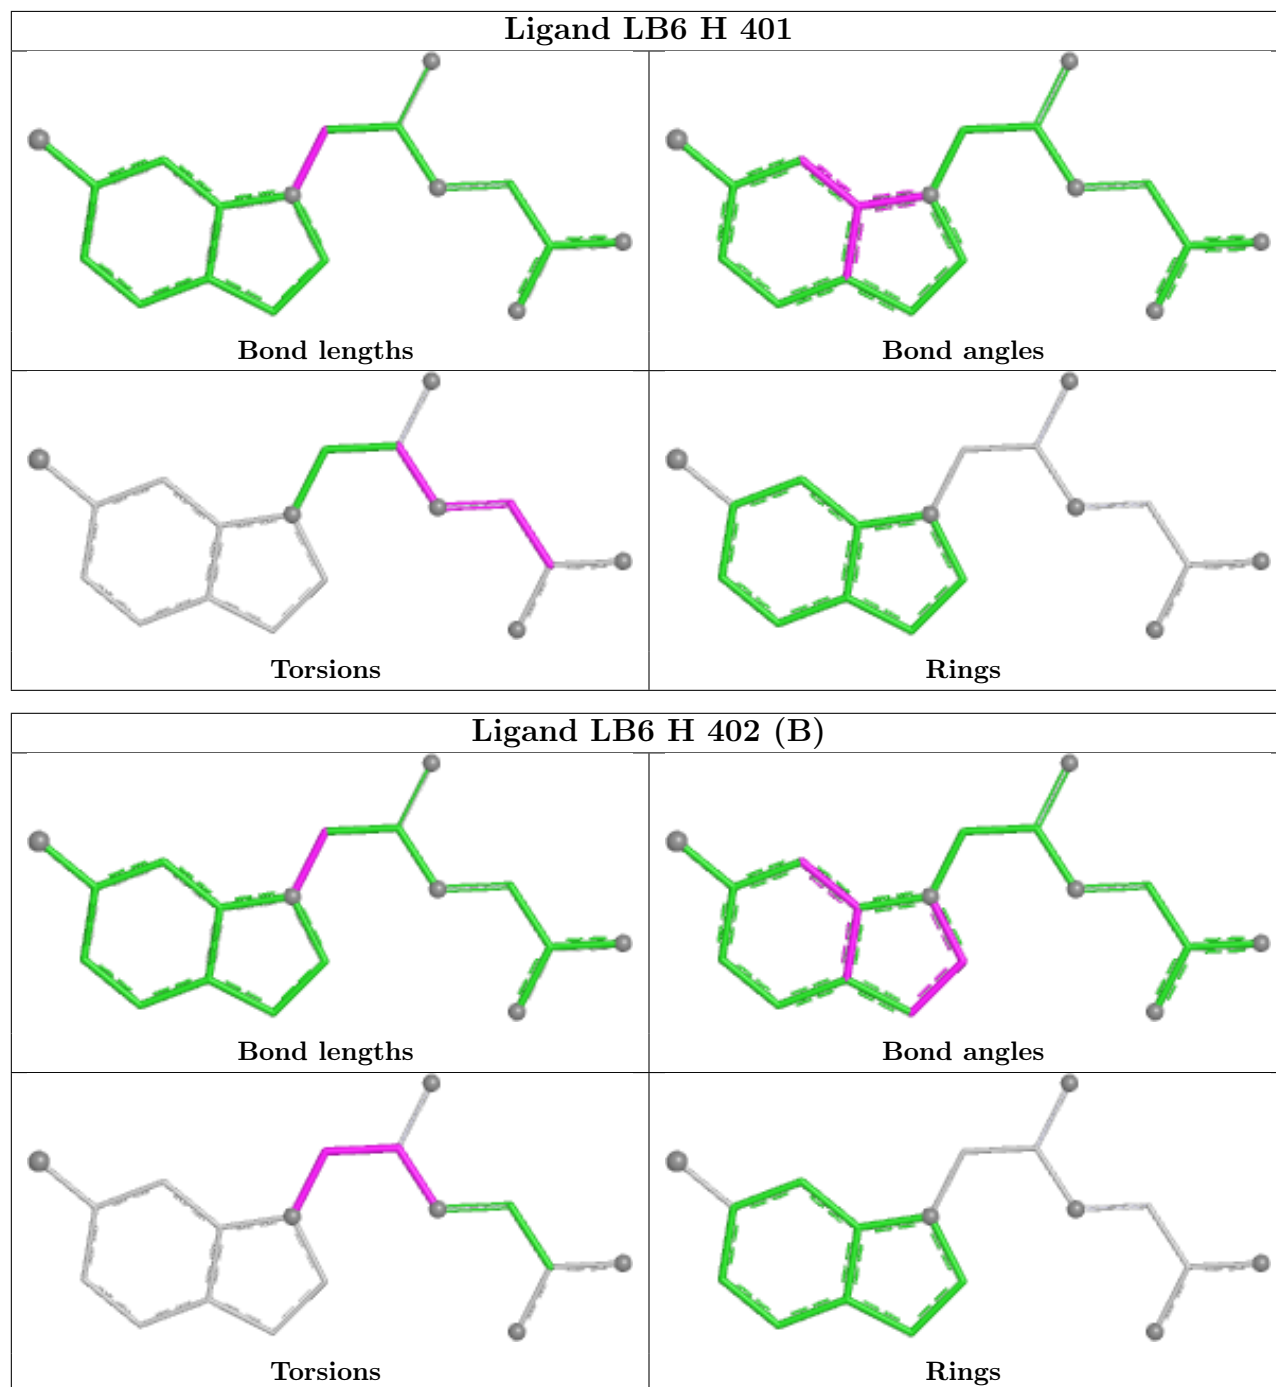 Ligand LB6 H 401
Bond lengths
Bond angles
Torsions
Rings
Ligand LB6 H 402 (B)
Bond lengths
Bond angles
Torsions
Rings